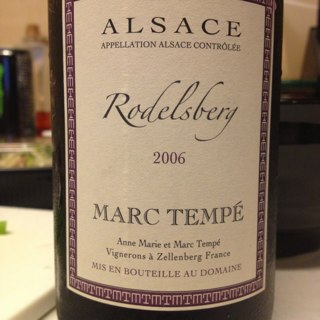 ALSACE
APPELLATION ALSACE CONTRÔLÉE
Rodelsberg
2006
MARC TEMPÉ
Anne Marie et Marc Tempé
Vignerons à Zellenberg France
MIS EN BOUTEILLE AU DOMAINE